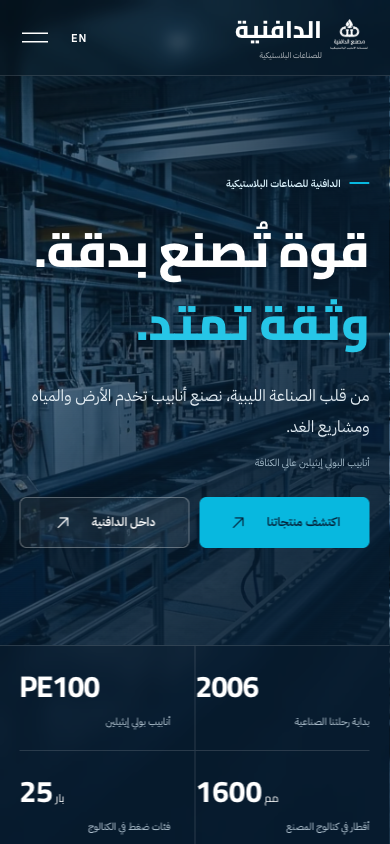 الدافنية
للصناعات البلاستيكية
مصنع الدافنية
EN
الدافنية للصناعات البلاستيكية
قوة تُصنع بدقة.
وثقة تمتد.
من قلب الصناعة الليبية، نصنع أنابيب تخدم الأرض والمياه
ومشاريع الغد.
أنابيب البولي إيثيلين عالي الكثافة
اكتشف منتجاتنا
داخل الدافنية
2006
بداية رحلتنا الصناعية
PE100
أنابيب بولي إيثيلين
1600 مم
أقطار في كتالوج المصنع
25 بار
فئات ضغط في الكتالوج